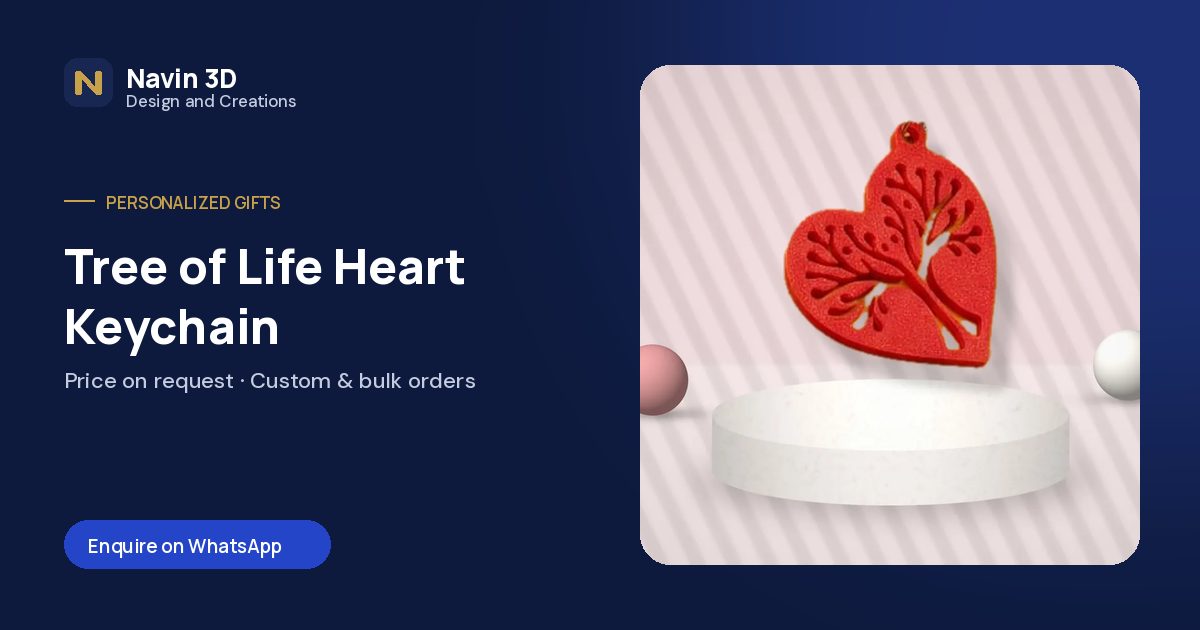 N
Navin 3D
Design and Creations
PERSONALIZED GIFTS
Tree of Life Heart
Keychain
Price on request · Custom & bulk orders
Enquire on WhatsApp